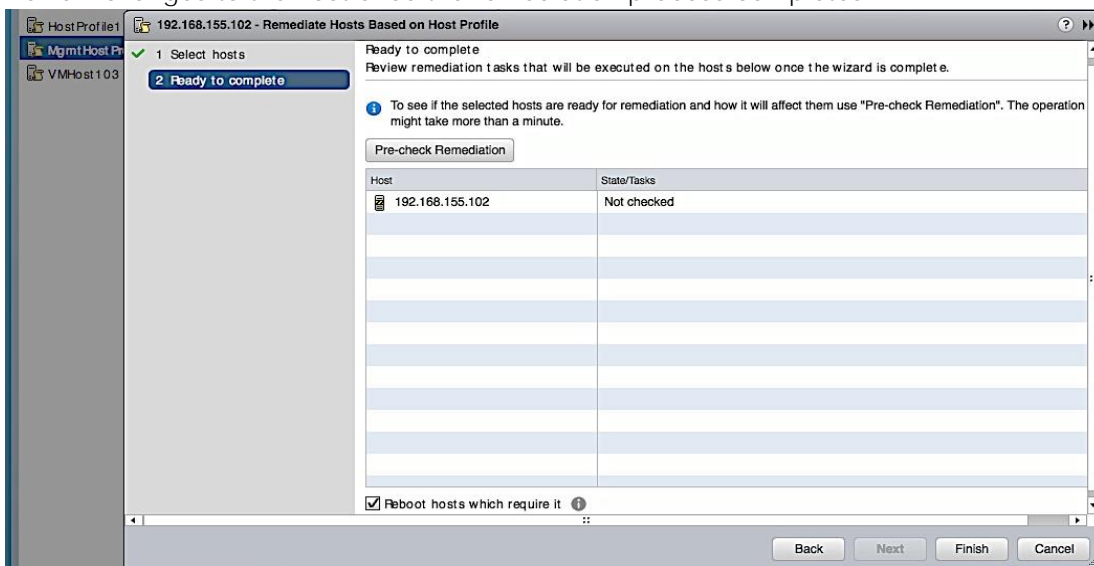 HostProfile1
192.168.155.102 - Remediate Hosts Based on Host Profile
MgmtHost
VMHost103
1 Select hosts
2 Ready to complete
Ready to complete
Review remediation tasks that will be executed on the hosts below once the wizard is complete.
To see if the selected hosts are ready for remediation and how it will affect them use "Pre-check Remediation". The operation
might take more than a minute.
Pre-check Remediation
Host State/Tasks
192.168.155.102 Not checked
Reboot hosts which require it
Back Next Finish Cancel